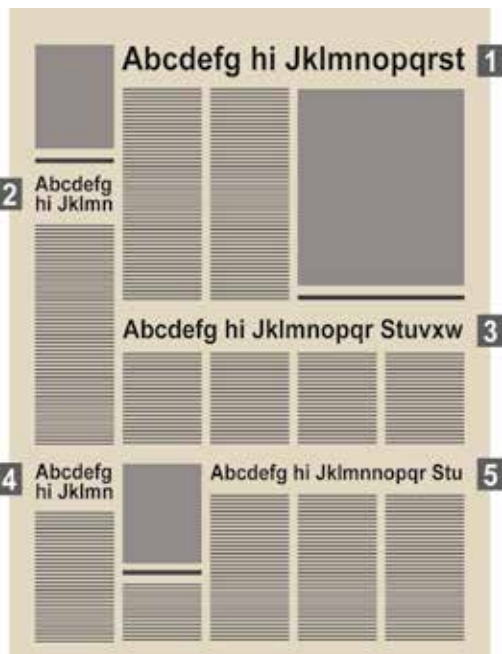 Abcdefg hi Jklmnopqrst
1
2
Abcdefg
hi Jklmn
Abcdefg hi Jklmnopqr Stuvxw
3
4
Abcdefg
hi Jklmn
Abcdefg hi Jklmnnopqr Stu
5